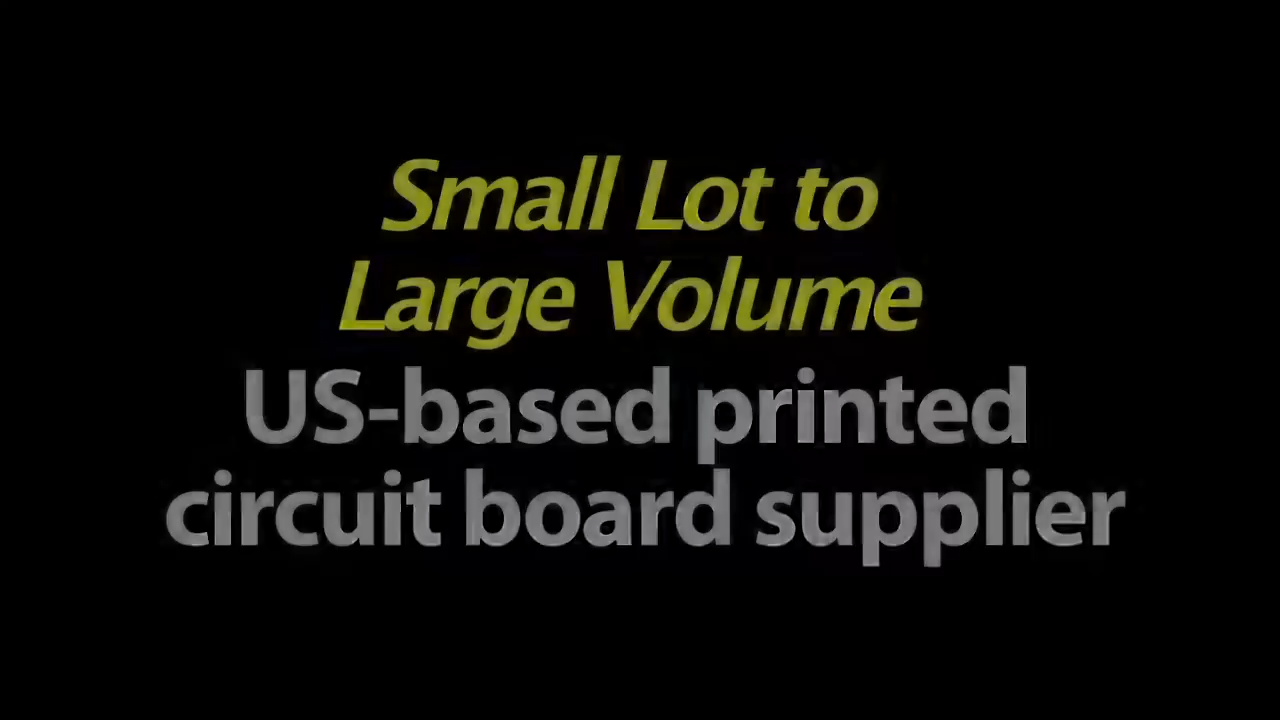 Small Lot to
Large Volume
US-based printed
circuit board supplier